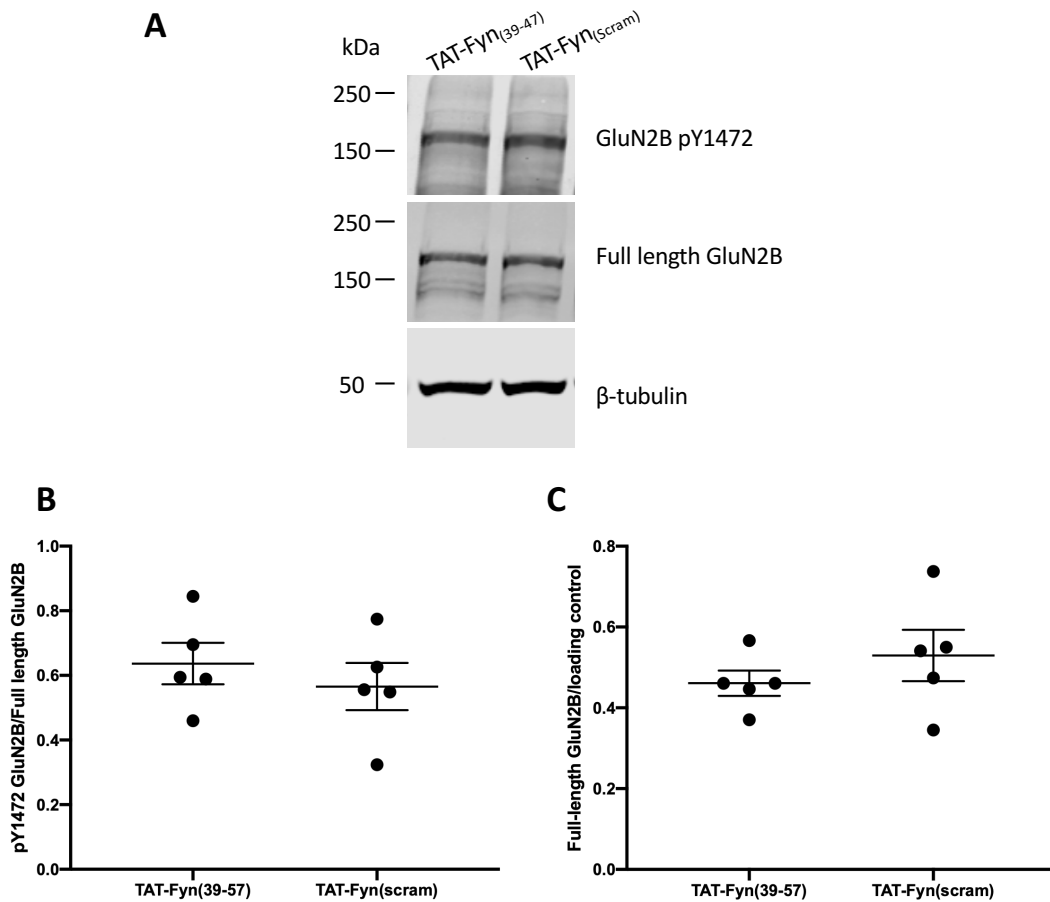 A
kDa
TAT-Fyn(39-47)
TAT-Fyn(Scram)
250
150
GluN2B pY1472
250
150
Full length GluN2B
50
β-tubulin
B
pY1472 GluN2B/Full length GluN2B
1.0
0.8
0.6
0.4
0.2
0.0
TAT-Fyn(39-57)
TAT-Fyn(scram)
C
Full-length GluN2B/loading control
0.8
0.6
0.4
0.2
0.0
TAT-Fyn(39-57)
TAT-Fyn(scram)